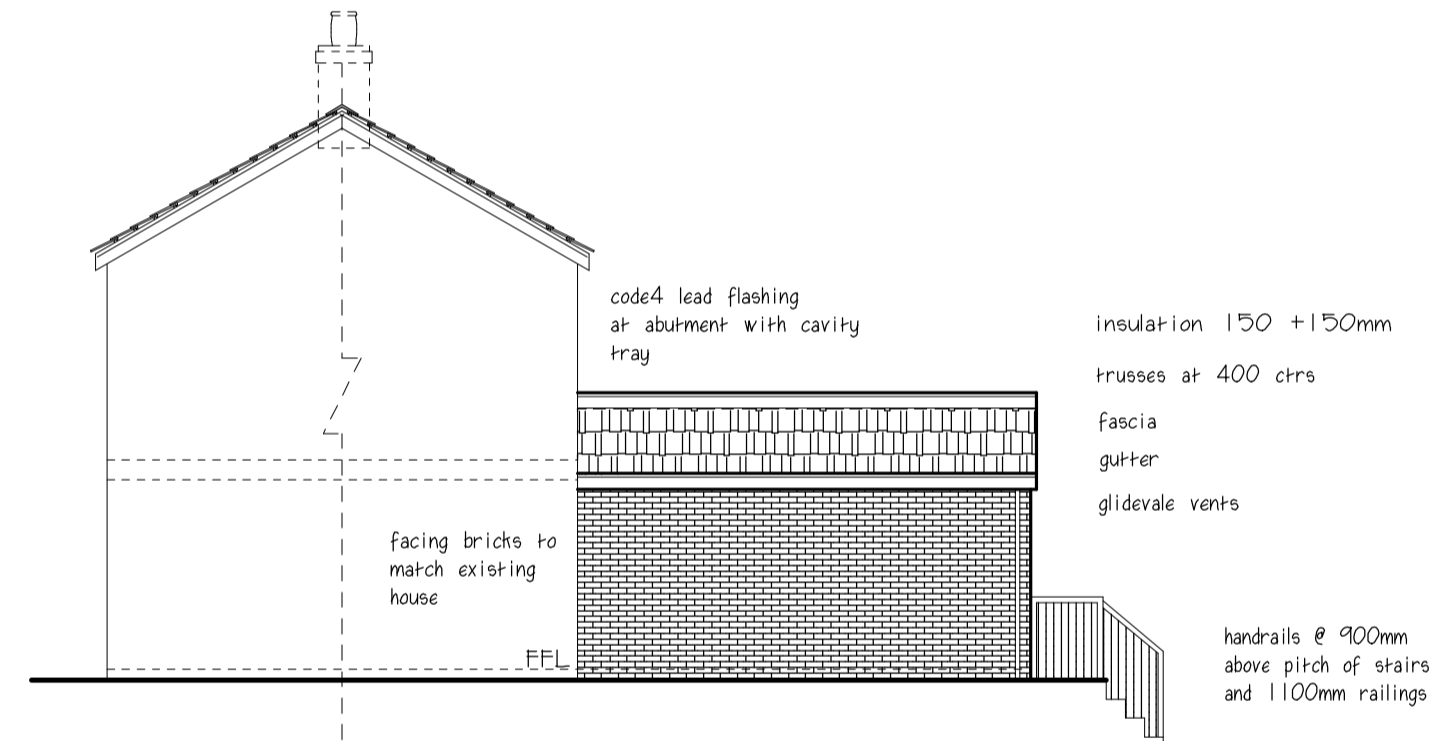 code4 lead flashing
at abutment with cavity
tray
insulation 150 +150mm
trusses at 400 ctrs
fascia
gutter
glidevale vents
facing bricks to
match existing
house
FFL
handrails @ 900mm
above pitch of stairs
and 1100mm railings